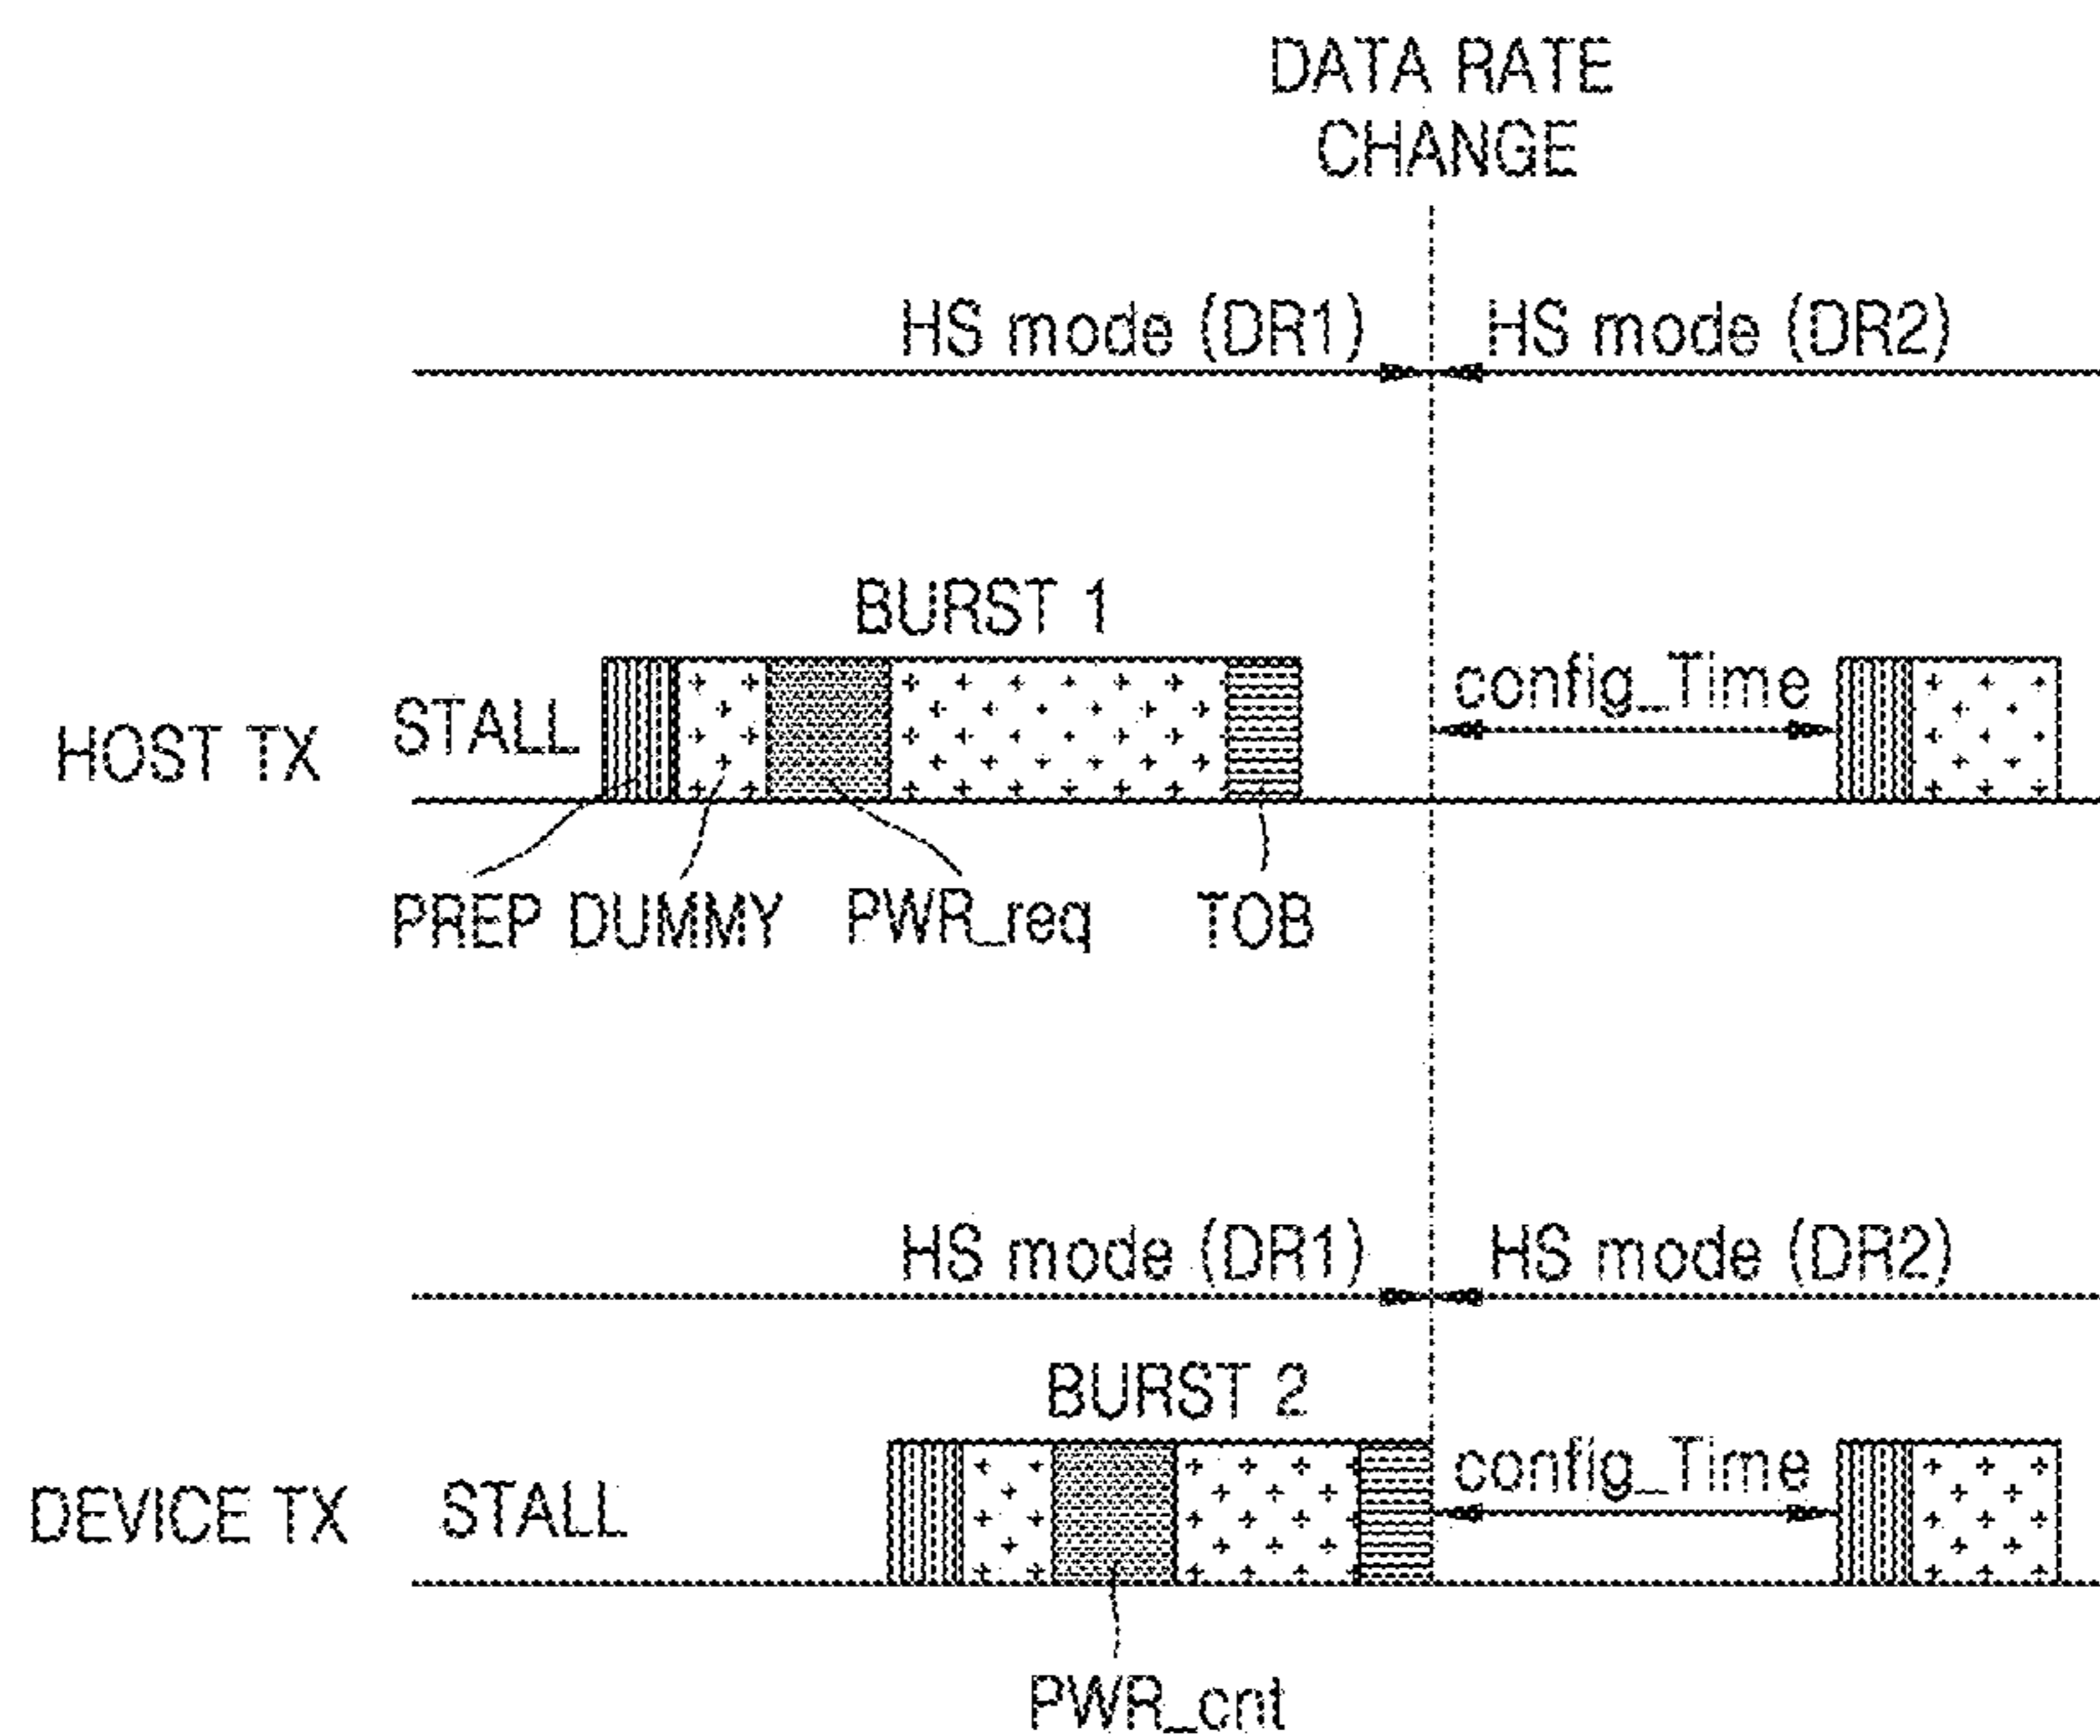 DATA RATE
CHANGE
HS mode (DR1)
HS mode (DR2)
BURST 1
config_Time
STALL
HOST TX
PREP
DUMMY
PWR_req
TOB
HS mode (DR1)
HS mode (DR2)
BURST 2
config_Time
DEVICE TX
STALL
PWR_cnt